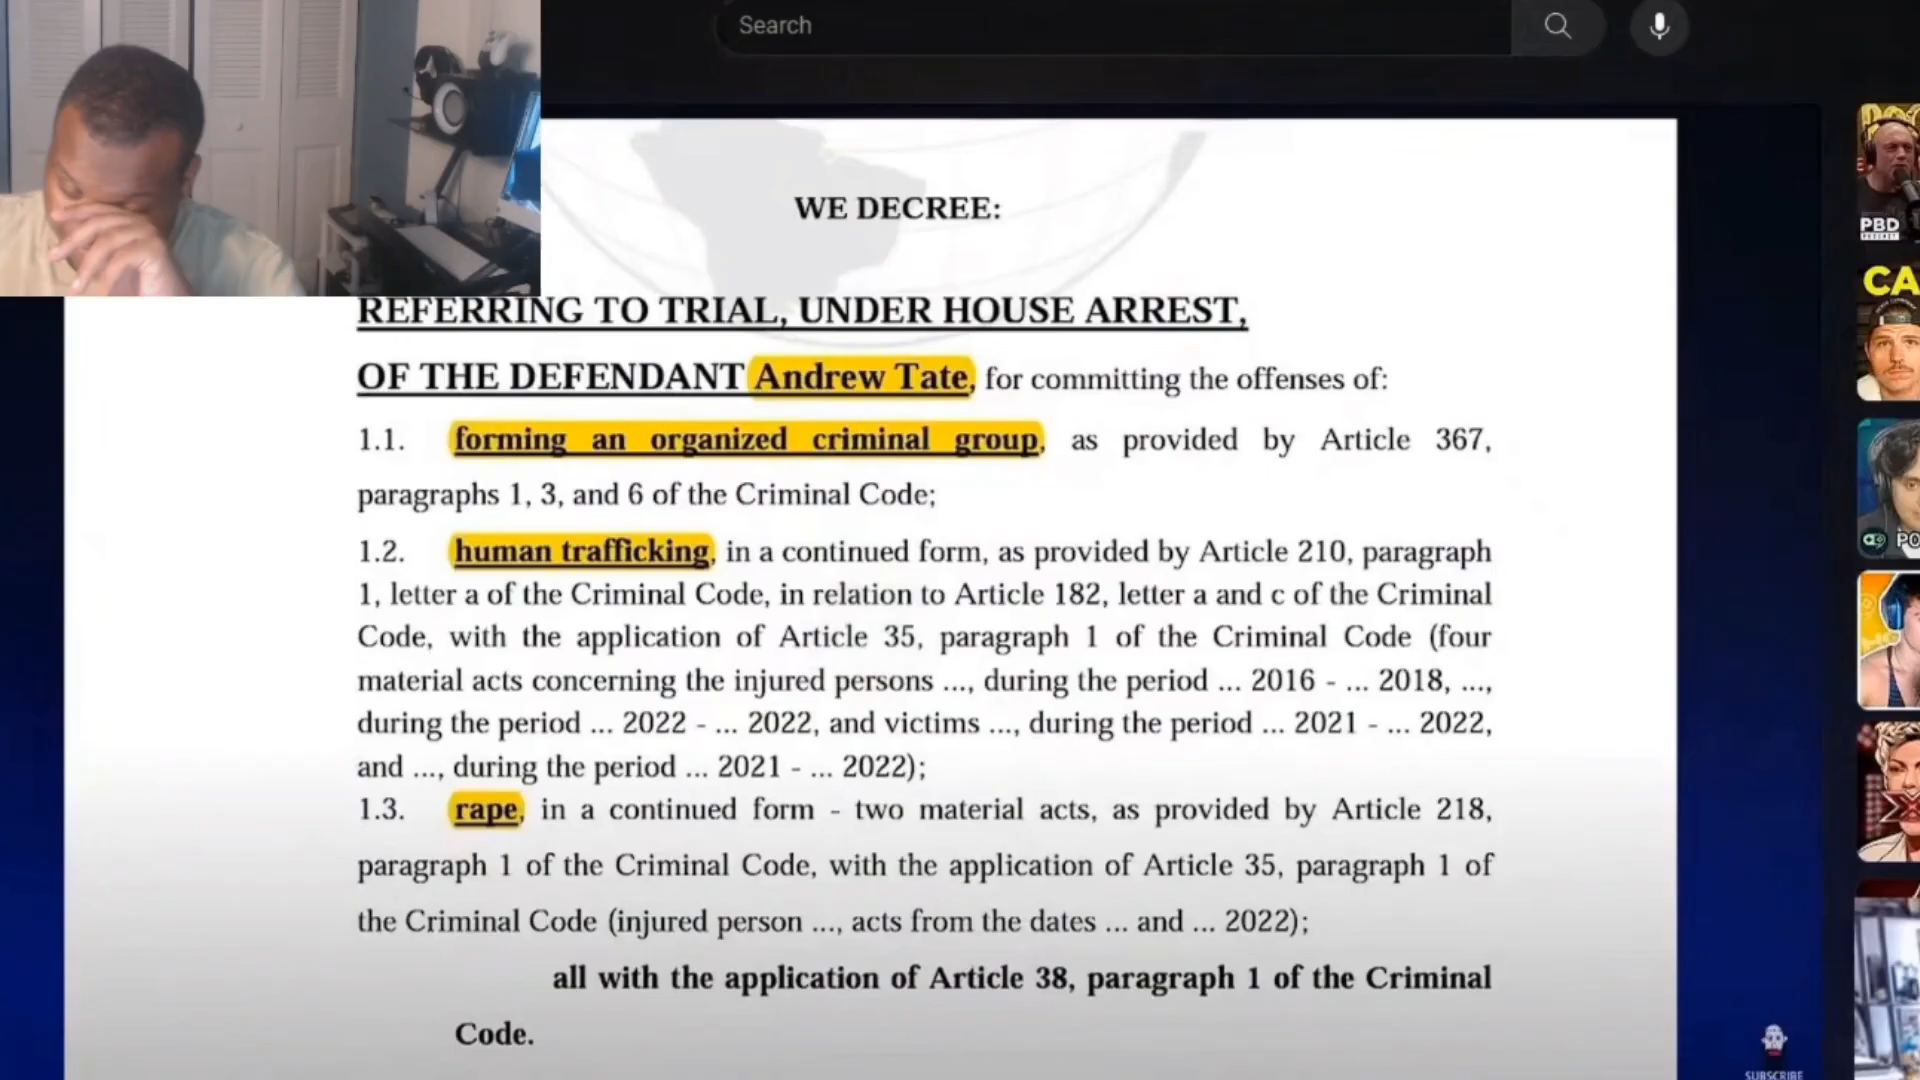 Search
WE DECREE:
REFERRING TO TRIAL, UNDER HOUSE ARREST,
OF THE DEFENDANT Andrew Tate, for committing the offenses of:
1.1. forming an organized criminal group, as provided by Article 367,
paragraphs 1, 3, and 6 of the Criminal Code;
1.2. human trafficking, in a continued form, as provided by Article 210, paragraph
1, letter a of the Criminal Code, in relation to Article 182, letter a and c of the Criminal
Code, with the application of Article 35, paragraph 1 of the Criminal Code (four
material acts concerning the injured persons ..., during the period ... 2016 - ... 2018, ...,
during the period ... 2022 - ... 2022, and victims ..., during the period ... 2021 - ... 2022,
and ..., during the period ... 2021 - ... 2022);
1.3. rape, in a continued form - two material acts, as provided by Article 218,
paragraph 1 of the Criminal Code, with the application of Article 35, paragraph 1 of
the Criminal Code (injured person ..., acts from the dates ... and ... 2022);
all with the application of Article 38, paragraph 1 of the Criminal
Code.
PBD
PODCAST
CA
PO
SUBSCRIBE